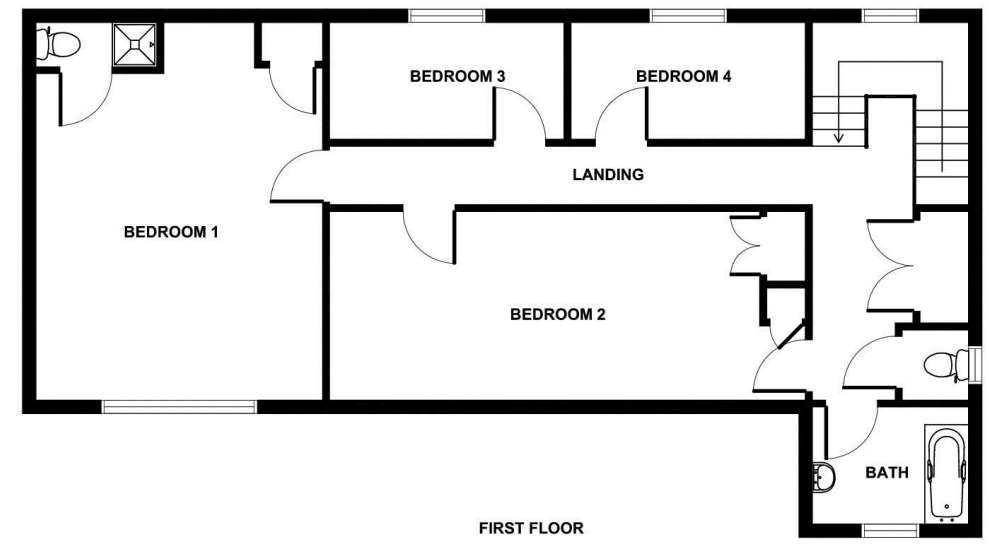 BEDROOM 3
BEDROOM 4
LANDING
BEDROOM 1
BEDROOM 2
BATH
FIRST FLOOR